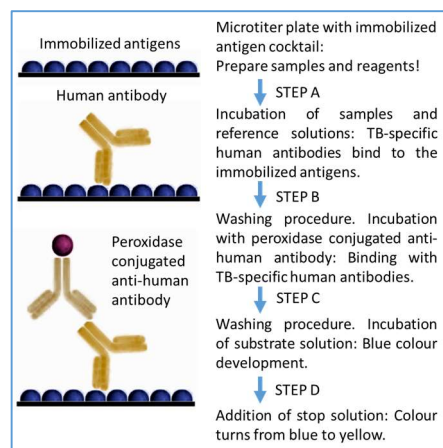 Immobilized antigens
Human antibody
Peroxidase
conjugated
anti-human
antibody
Microtiter plate with immobilized
antigen cocktail:
Prepare samples and reagents!
STEP A
Incubation of samples and
reference solutions: TB-specific
human antibodies bind to the
immobilized antigens.
STEP B
Washing procedure. Incubation
with peroxidase conjugated anti-
human antibody: Binding with
TB-specific human antibodies.
STEP C
Washing procedure. Incubation
of substrate solution: Blue colour
development.
STEP D
Addition of stop solution: Colour
turns from blue to yellow.